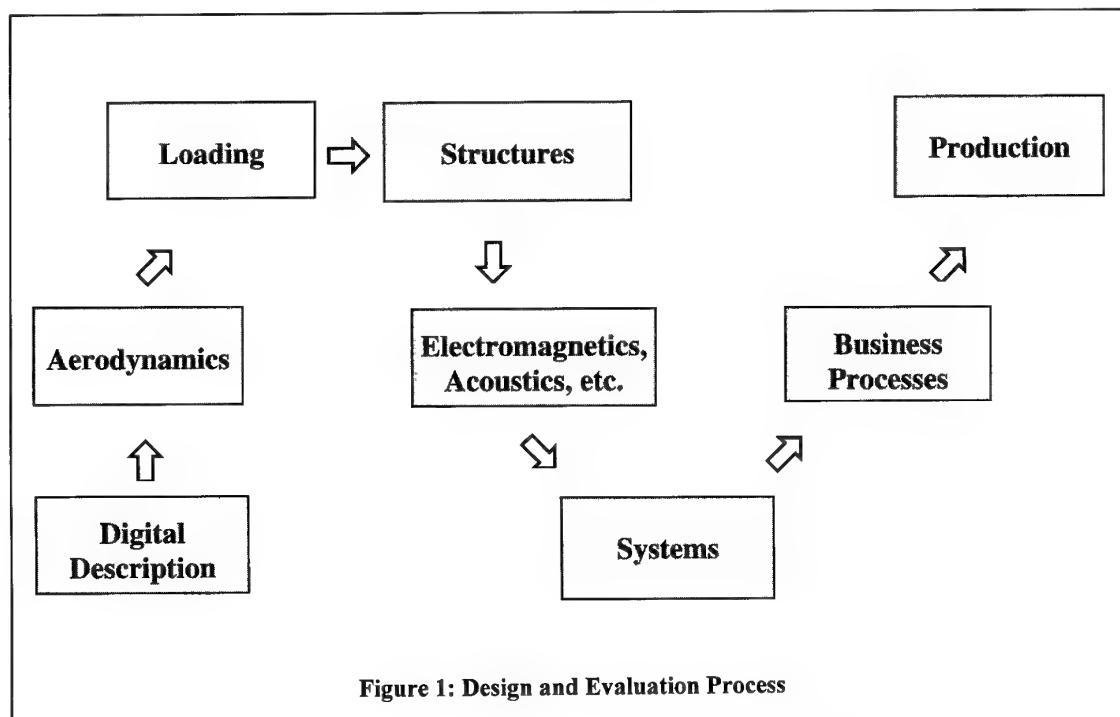 Loading
Structures
Production
Aerodynamics
Electromagnetics,
Acoustics, etc.
Business
Processes
Digital
Description
Systems
Figure 1: Design and Evaluation Process